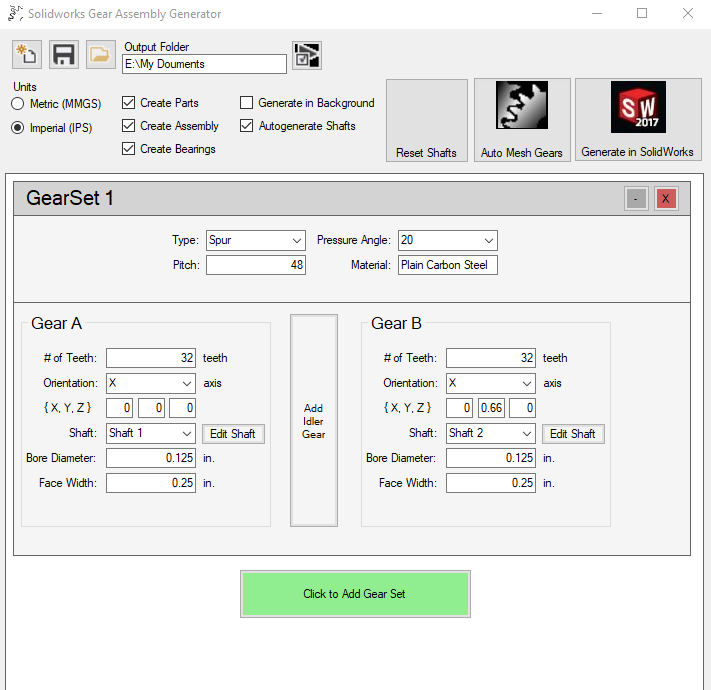 Solidworks Gear Assembly Generator
Output Folder
E:\My Douments
Units
Metric (MMGS)
Imperial (IPS)
Create Parts
Create Assembly
Create Bearings
Generate in Background
Autogenerate Shafts
Reset Shafts
Auto Mesh Gears
SW
2017
Generate in SolidWorks
GearSet 1
-
X
Type: Spur
Pressure Angle: 20
Pitch: 48
Material: Plain Carbon Steel
Gear A
# of Teeth: 32 teeth
Orientation: X axis
{ X, Y, Z } 0 0 0
Shaft: Shaft 1 Edit Shaft
Bore Diameter: 0.125 in.
Face Width: 0.25 in.
Add
Idler
Gear
Gear B
# of Teeth: 32 teeth
Orientation: X axis
{ X, Y, Z } 0 0.66 0
Shaft: Shaft 2 Edit Shaft
Bore Diameter: 0.125 in.
Face Width: 0.25 in.
Click to Add Gear Set